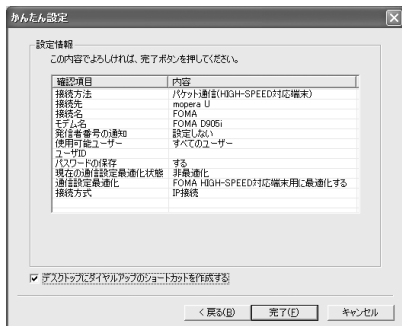 かんたん設定
設定情報
この内容でよろしければ、完了ボタンを押してください。
確認項目 内容
接続方法 パケット通信(HIGH-SPEED対応端末)
接続先 mopera U
接続名 FOMA
モデム名 FOMA D905i
発信者番号の通知 設定しない
使用可能ユーザー すべてのユーザー
ユーザID
パスワードの保存 する
現在の通信設定最適化状態 非最適化
通信設定最適化 FOMA HIGH-SPEED対応端末用に最適化する
接続方式 IP接続
デスクトップにダイヤルアップのショートカットを作成する
< 戻る(B) 完了(F) キャンセル